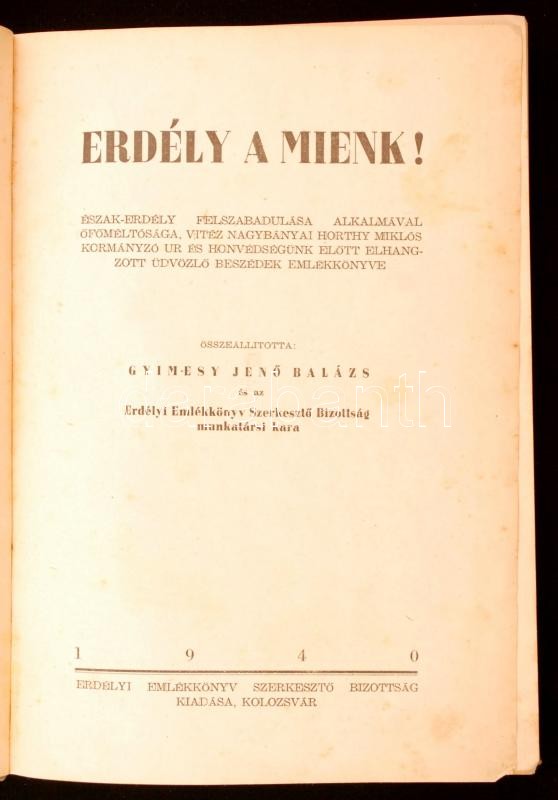 ERDÉLY A MIENK!
ÉSZAK-ERDÉLY FELSZABADULÁSA ALKALMÁVAL
ŐFŐMÉLTÓSÁGA, VITÉZ NAGYBÁNYAI HORTHY MIKLÓS
KORMÁNYZÓ UR ÉS HONVÉDSÉGÜNK ELŐTT ELHANG-
ZOTT ÜDVÖZLŐ BESZÉDEK EMLÉKKÖNYVE
ÖSSZEÁLLITOTTA:
GYIMESY JENŐ BALÁZS
és az
Erdélyi Emlékkönyv Szerkesztő Bizottság
munkatársi kara
darabanth
1 9 4 0
ERDÉLYI EMLÉKKÖNYV SZERKESZTŐ BIZOTTSÁG
KIADÁSA, KOLOZSVÁR